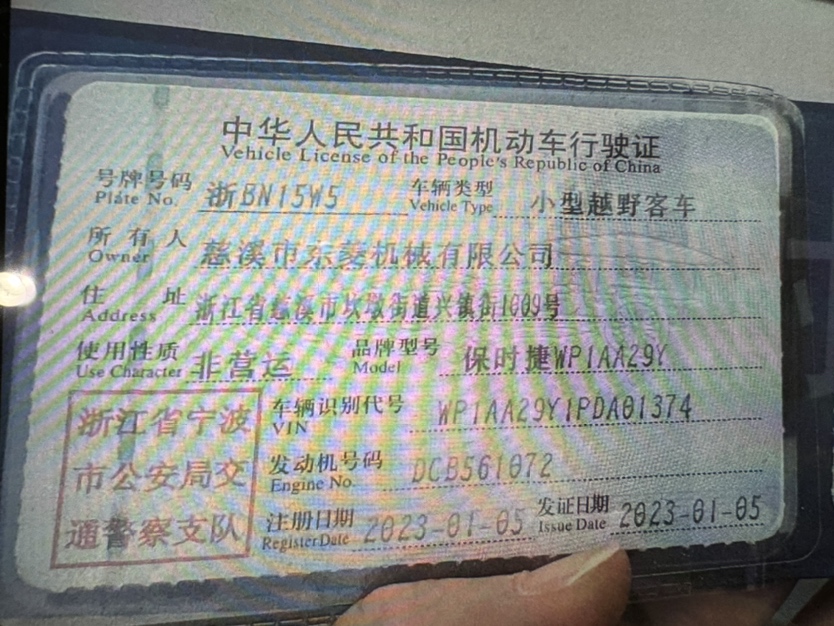 中华人民共和国机动车行驶证
Vehicle License of the People's Republic of China
号牌号码 浙BN15W5 车辆类型 小型越野客车
Plate No. Vehicle Type
所有人 慈溪市东菱机械有限公司
Owner
住址 浙江省慈溪市坎墩街道兴镇街1009号
Address
使用性质 非营运 品牌型号 保时捷WP1AA29Y
Use Character Model
浙江省宁波
市公安局交
通警察支队
车辆识别代号 WP1AA29Y1PDA01374
VIN
发动机号码 DCB561072
Engine No.
注册日期 2023-01-05 发证日期 2023-01-05
Register Date Issue Date